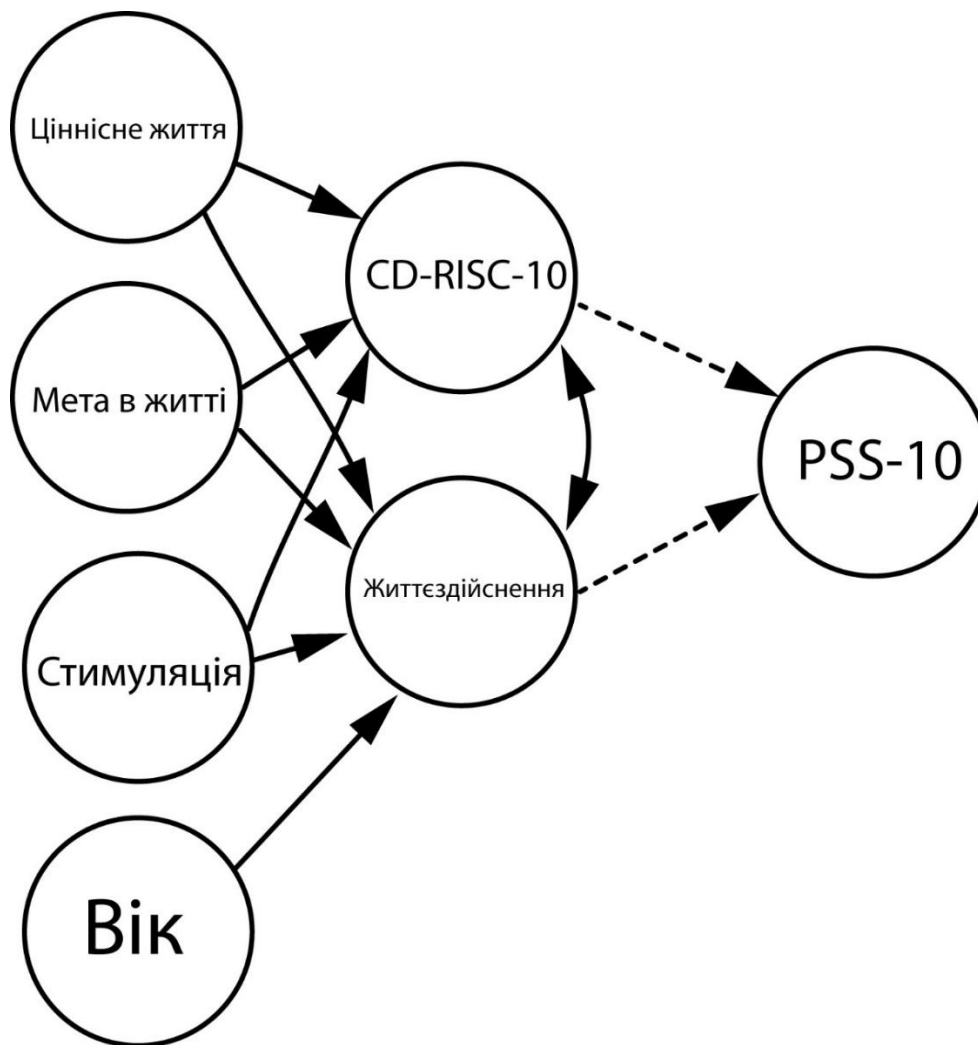 Ціннісне життя
CD-RISC-10
Мета в житті
PSS-10
Життєздійснення
Стимуляція
Вік